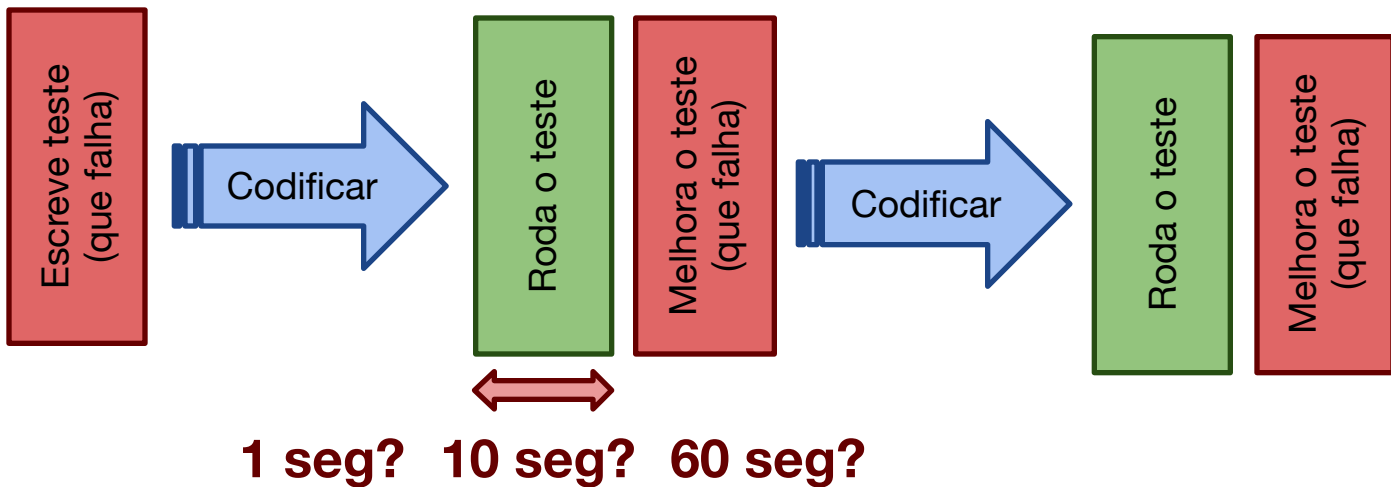 Escreve teste
(que falha)
Codificar
Roda o teste
Melhora o teste
(que falha)
Codificar
Roda o teste
Melhora o teste
(que falha)
1 seg? 10 seg? 60 seg?